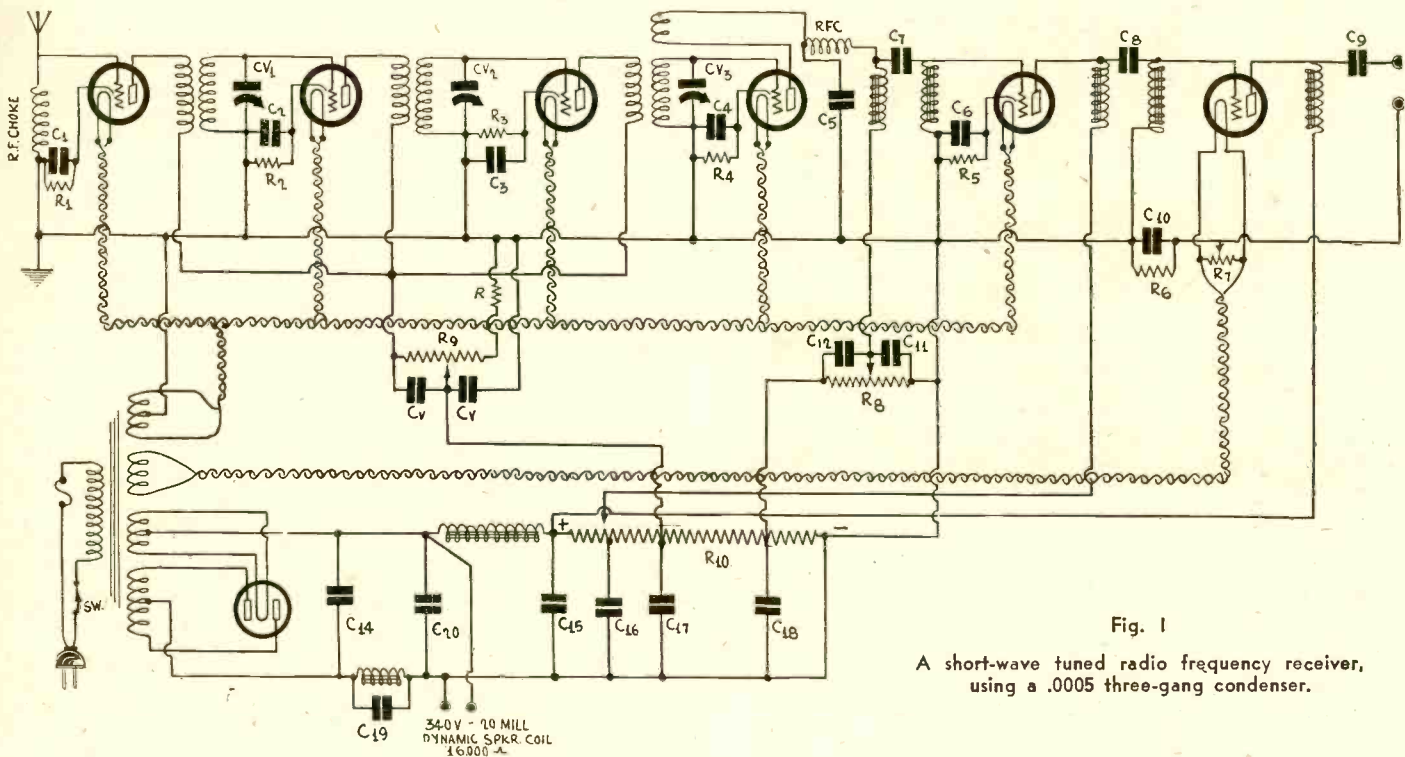 R.F. CHOKE
C1
R1
CV1
C2
R2
CV2
R3
C3
CV3
C4
R4
RFC
C5
C7
C6
R5
C8
C9
C10
R6
R7
R
R9
CV
CV
C12
C11
R8
SW.
+
R10
-
C14
C20
C15
C16
C17
C18
C19
340V - 20 MILL
DYNAMIC SPKR. COIL
16000 Ω
Fig. 1
A short-wave tuned radio frequency receiver,
using a .0005 three-gang condenser.